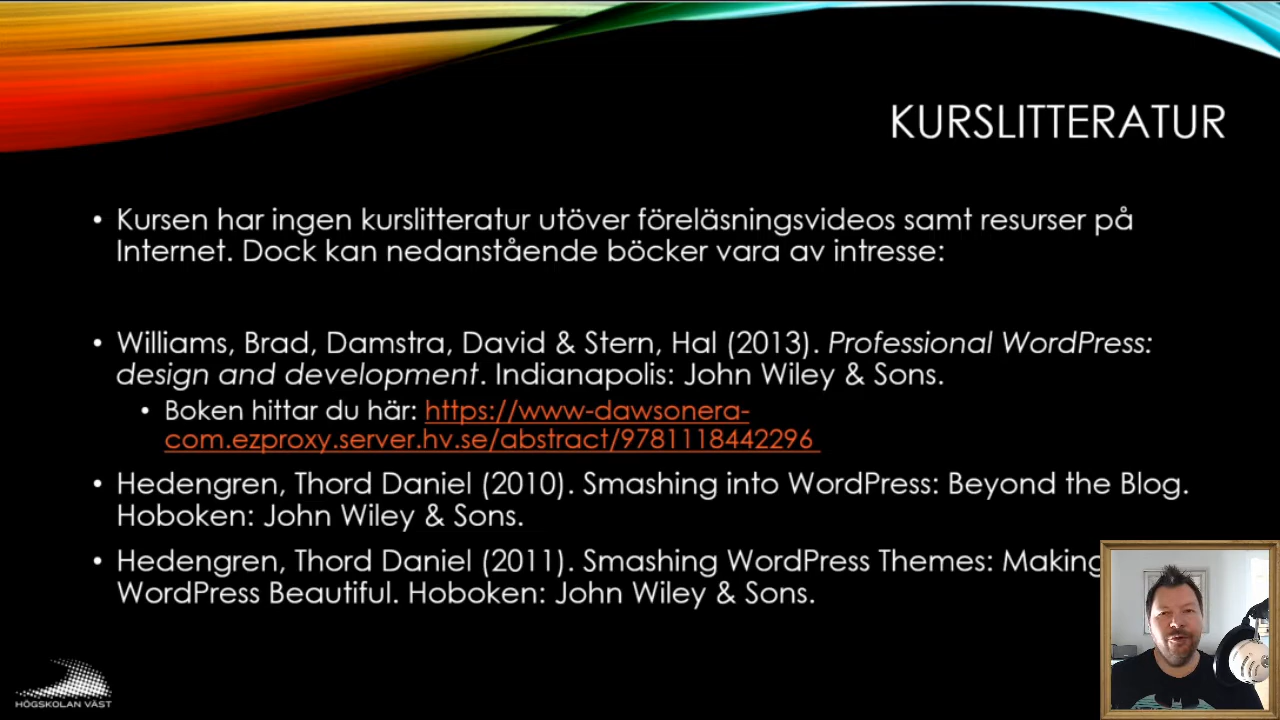 KURSLITTERATUR
• Kursen har ingen kurslitteratur utöver föreläsningsvideos samt resurser på
Internet. Dock kan nedanstående böcker vara av intresse:
• Williams, Brad, Damstra, David & Stern, Hal (2013). Professional WordPress:
design and development. Indianapolis: John Wiley & Sons.
• Boken hittar du här: https://www-dawsonera-
com.ezproxy.server.hv.se/abstract/9781118442296
• Hedengren, Thord Daniel (2010). Smashing into WordPress: Beyond the Blog.
Hoboken: John Wiley & Sons.
• Hedengren, Thord Daniel (2011). Smashing WordPress Themes: Making
WordPress Beautiful. Hoboken: John Wiley & Sons.
HÖGSKOLAN VÄST